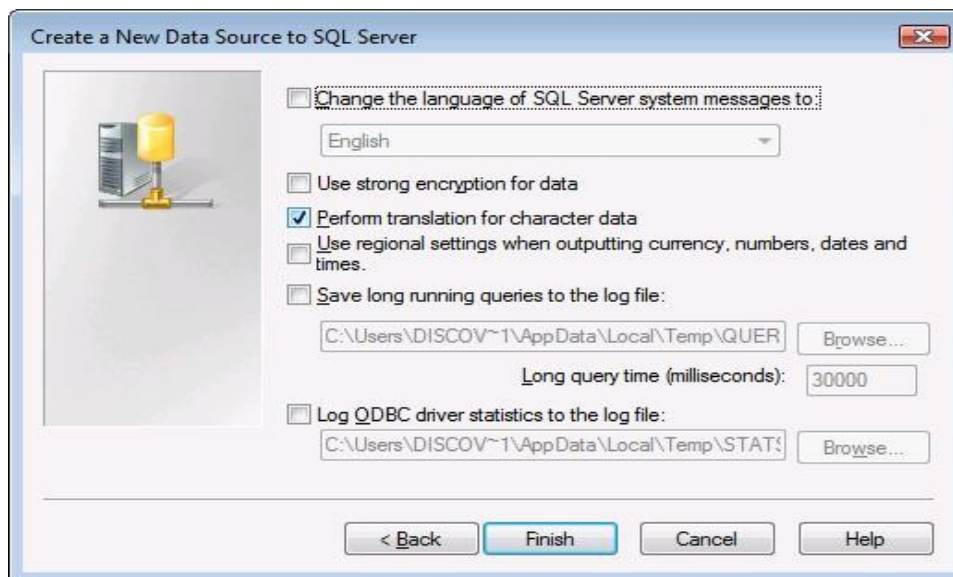 Create a New Data Source to SQL Server
Change the language of SQL Server system messages to:
English
Use strong encryption for data
Perform translation for character data
Use regional settings when outputting currency, numbers, dates and
times.
Save long running queries to the log file:
C:\Users\DISCOV~1\AppData\Local\Temp\QUER
Browse...
Long query time (milliseconds):
30000
Log ODBC driver statistics to the log file:
C:\Users\DISCOV~1\AppData\Local\Temp\STATS
Browse...
< Back
Finish
Cancel
Help